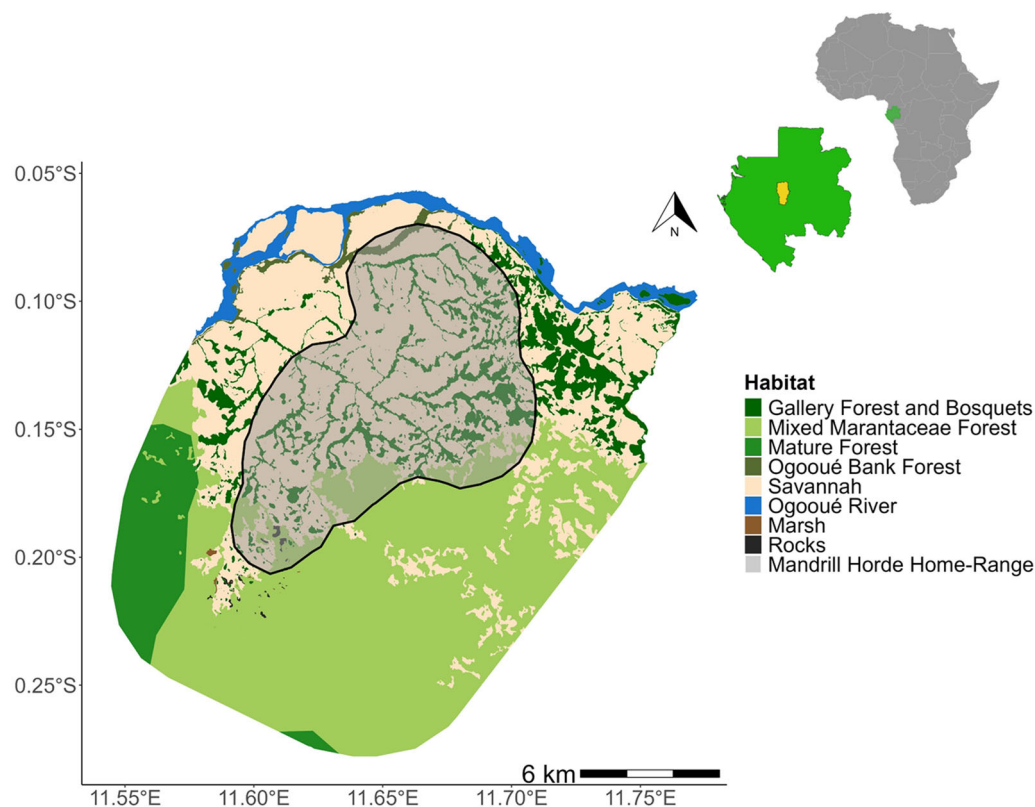 0.05°S
0.10°S
0.15°S
0.20°S
0.25°S
11.55°E
11.60°E
11.65°E
11.70°E
11.75°E
6 km
N
Habitat
Gallery Forest and Bosquets
Mixed Marantaceae Forest
Mature Forest
Ogooué Bank Forest
Savannah
Ogooué River
Marsh
Rocks
Mandrill Horde Home-Range